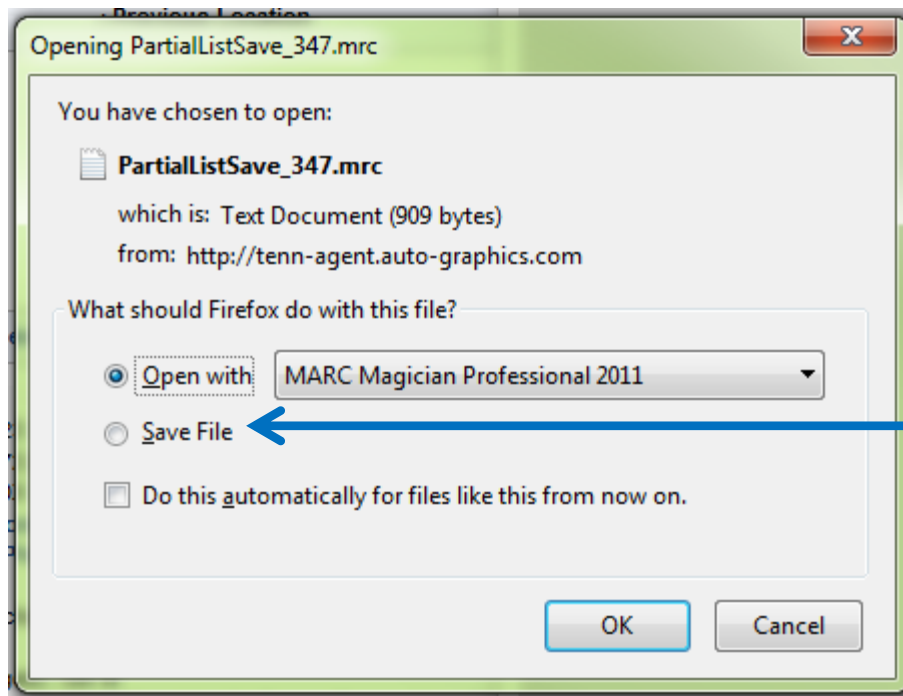 Previous Location
Opening PartialListSave_347.mrc
You have chosen to open:
PartialListSave_347.mrc
which is: Text Document (909 bytes)
from: http://tenn-agent.auto-graphics.com
What should Firefox do with this file?
Open with MARC Magician Professional 2011
Save File
Do this automatically for files like this from now on.
OK Cancel